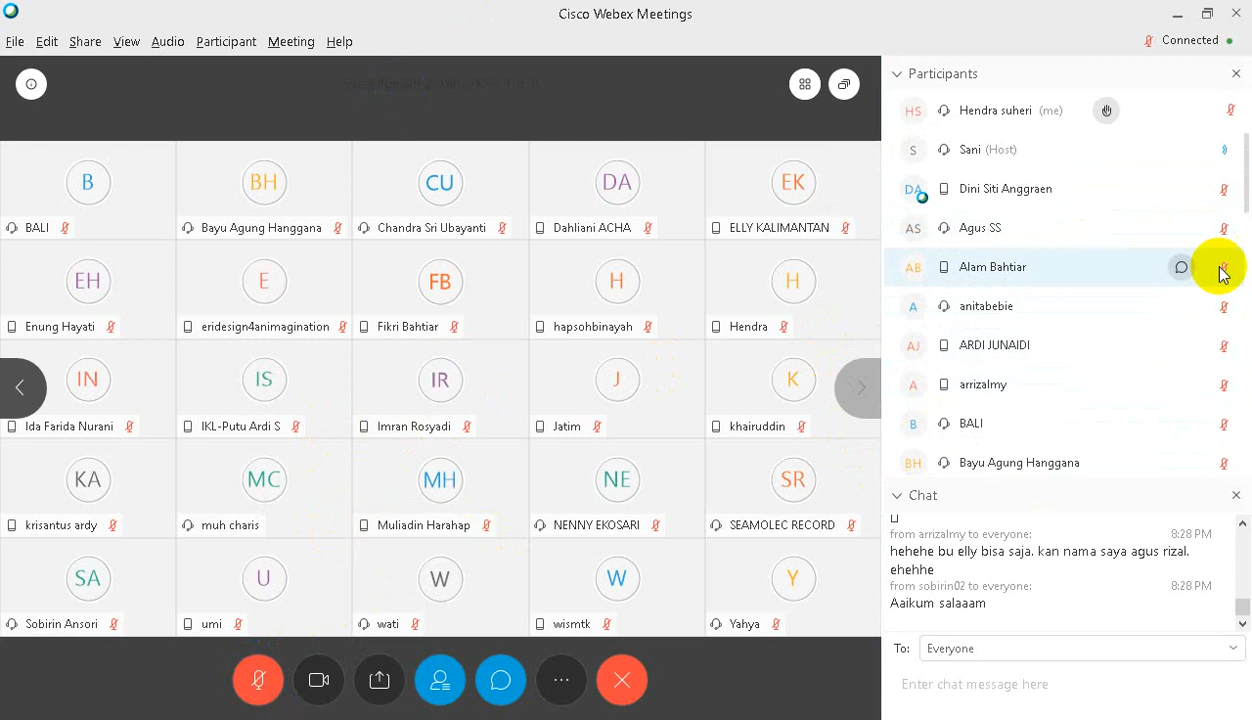 Cisco Webex Meetings
File Edit Share View Audio Participant Meeting Help
Connected
Participants
HS Hendra suheri (me)
S Sani (Host)
DA Dini Siti Anggraen
AS Agus SS
AB Alam Bahtiar
A anitabebie
AJ ARDI JUNAIDI
A arrizalmy
B BALI
BH Bayu Agung Hanggana
B BH CU DA EK
BALI Bayu Agung Hanggana Chandra Sri Ubayanti Dahliani ACHA ELLY KALIMANTAN
EH E FB H H
Enung Hayati eridesign4animagination Fikri Bahtiar hapsohbinayah Hendra
IN IS IR J K
Ida Farida Nurani IKL-Putu Ardi S Imran Rosyadi Jatim khairuddin
KA MC MH NE SR
krisantus ardy muh charis Muliadin Harahap NENNY EKOSARI SEAMOLEC RECORD
SA U W W Y
Sobirin Ansori umi wati wismtk Yahya
Chat
from arrizalmy to everyone: 8:28 PM
hehehe bu elly bisa saja. kan nama saya agus rizal.
ehehhe
from sobirin02 to everyone: 8:28 PM
Aaikum salaaam
To: Everyone
Enter chat message here